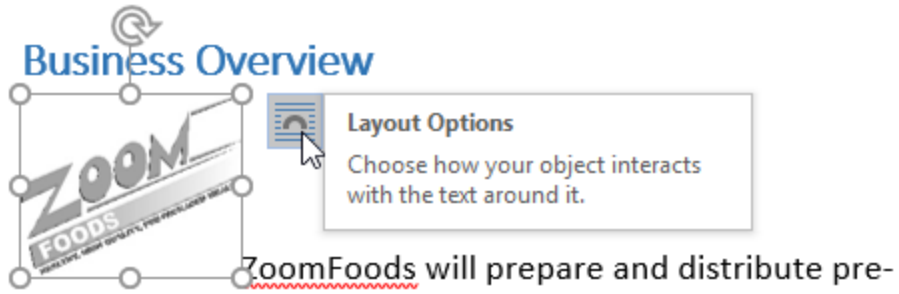 Business Overview
ZOOM
FOODS
Layout Options
Choose how your object interacts
with the text around it.
ZoomFoods will prepare and distribute pre-